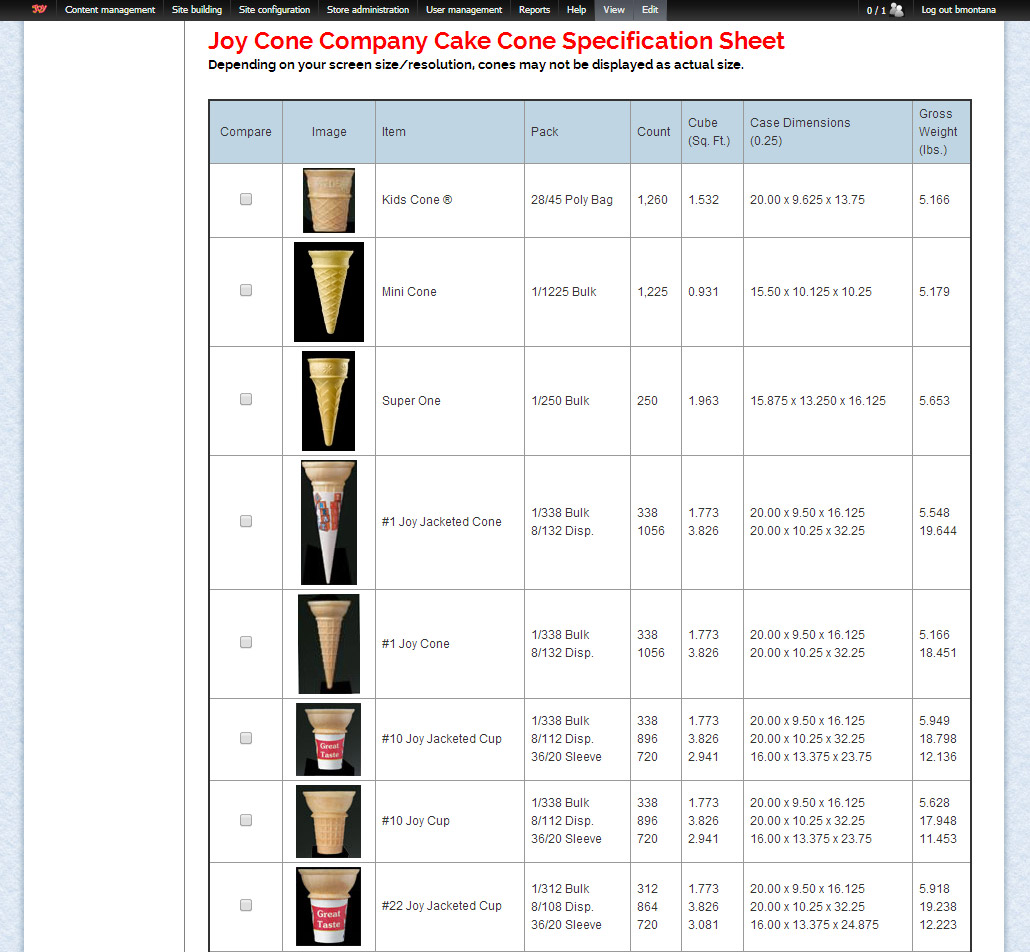 JOY Content management Site building Site configuration Store administration User management Reports Help View Edit 0 / 1 Log out bmontana
Joy Cone Company Cake Cone Specification Sheet
Depending on your screen size/resolution, cones may not be displayed as actual size.
Compare Image Item Pack Count Cube (Sq. Ft.) Case Dimensions (0.25) Gross Weight (lbs.)
Kids Cone ® 28/45 Poly Bag 1,260 1.532 20.00 x 9.625 x 13.75 5.166
Mini Cone 1/1225 Bulk 1,225 0.931 15.50 x 10.125 x 10.25 5.179
Super One 1/250 Bulk 250 1.963 15.875 x 13.250 x 16.125 5.653
#1 Joy Jacketed Cone
1/338 Bulk 338 1.773 20.00 x 9.50 x 16.125 5.548
8/132 Disp. 1056 3.826 20.00 x 10.25 x 32.25 19.644
#1 Joy Cone
1/338 Bulk 338 1.773 20.00 x 9.50 x 16.125 5.166
8/132 Disp. 1056 3.826 20.00 x 10.25 x 32.25 18.451
Great
Taste
#10 Joy Jacketed Cup
1/338 Bulk 338 1.773 20.00 x 9.50 x 16.125 5.949
8/112 Disp. 896 3.826 20.00 x 10.25 x 32.25 18.798
36/20 Sleeve 720 2.941 16.00 x 13.375 x 23.75 12.136
#10 Joy Cup
1/338 Bulk 338 1.773 20.00 x 9.50 x 16.125 5.628
8/112 Disp. 896 3.826 20.00 x 10.25 x 32.25 17.948
36/20 Sleeve 720 2.941 16.00 x 13.375 x 23.75 11.453
Great
Taste
#22 Joy Jacketed Cup
1/312 Bulk 312 1.773 20.00 x 9.50 x 16.125 5.918
8/108 Disp. 864 3.826 20.00 x 10.25 x 32.25 19.238
36/20 Sleeve 720 3.081 16.00 x 13.375 x 24.875 12.223